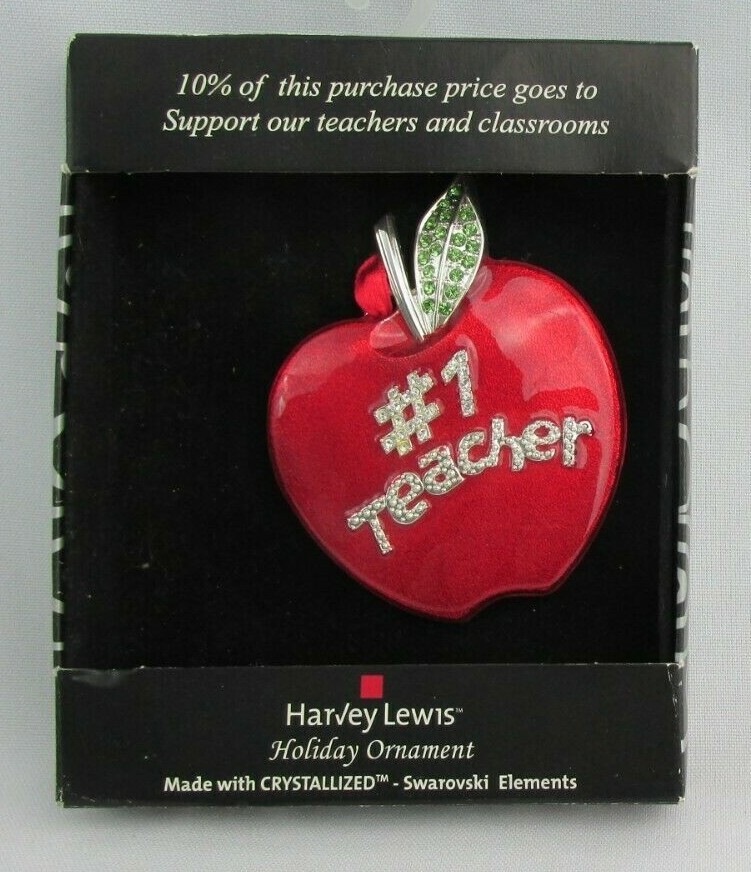 10% of this purchase price goes to
Support our teachers and classrooms
#1
Teacher
Harvey Lewis™
Holiday Ornament
Made with CRYSTALLIZED™ - Swarovski Elements